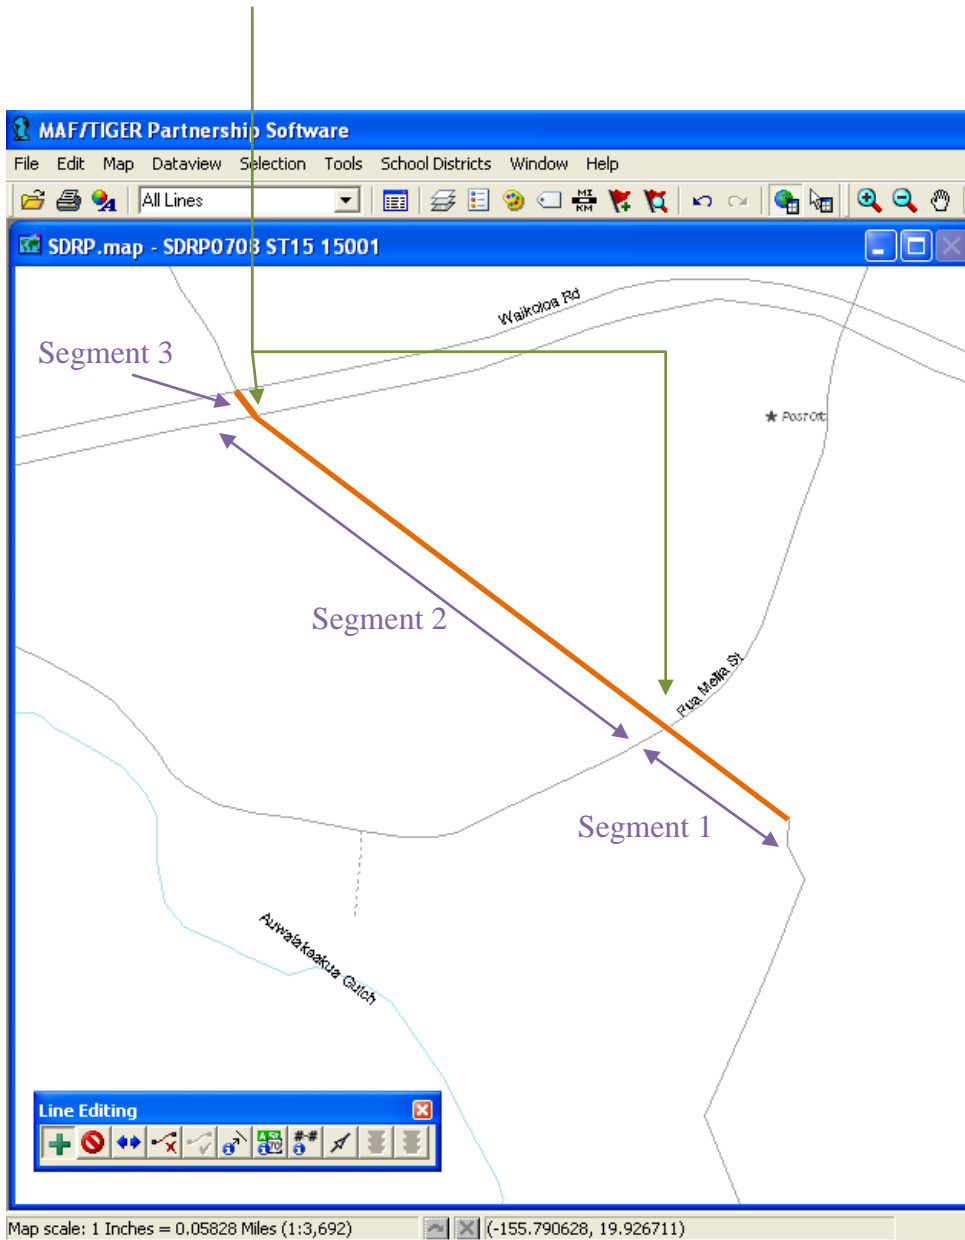 MAF/TIGER Partnership Software
File Edit Map Dataview Selection Tools School Districts Window Help
All Lines
MI
KM
SDRP.map - SDRP0708 ST15 15001
Waikoloa Rd
Segment 3
Post Ofc
Segment 2
Pua Melia St
Segment 1
Auwaiakeakua Gulch
Line Editing
#-#
Map scale: 1 Inches = 0.05828 Miles (1:3,692) (-155.790628, 19.926711)